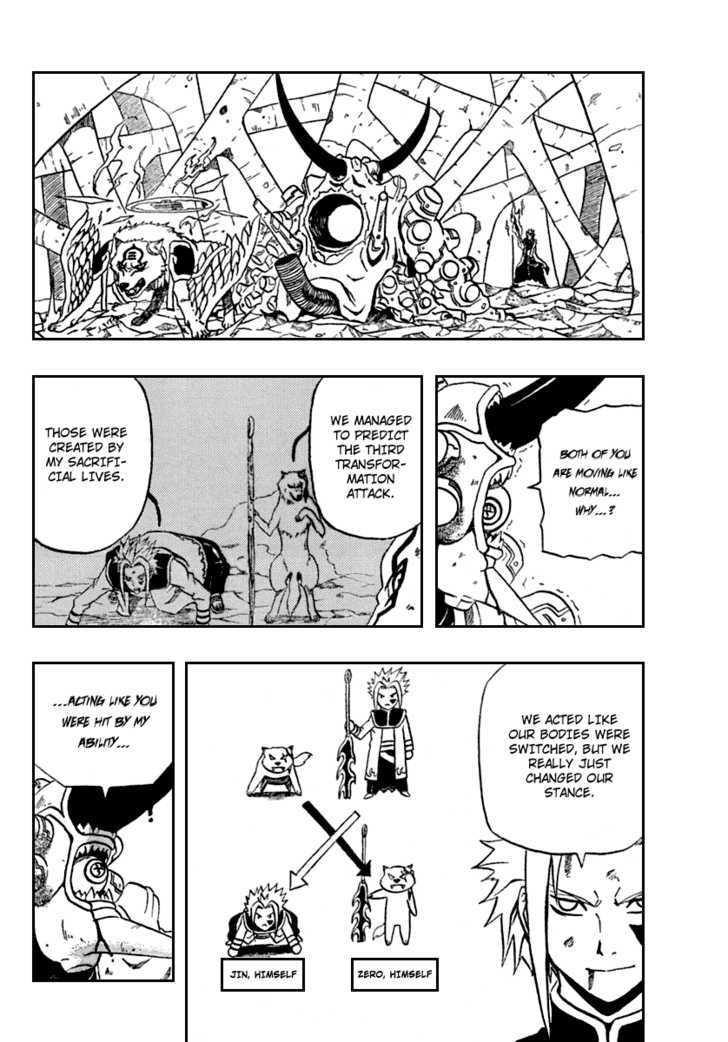 BOTH OF YOU
ARE MOVING LIKE
NORMAL...
WHY...?
WE MANAGED
TO PREDICT
THE THIRD
TRANSFOR-
MATION
ATTACK.
THOSE WERE
CREATED BY
MY SACRIFI-
CIAL LIVES.
WE ACTED LIKE
OUR BODIES WERE
SWITCHED, BUT WE
REALLY JUST
CHANGED OUR
STANCE.
JIN, HIMSELF
ZERO, HIMSELF
...ACTING LIKE YOU
WERE HIT BY MY
ABILITY...